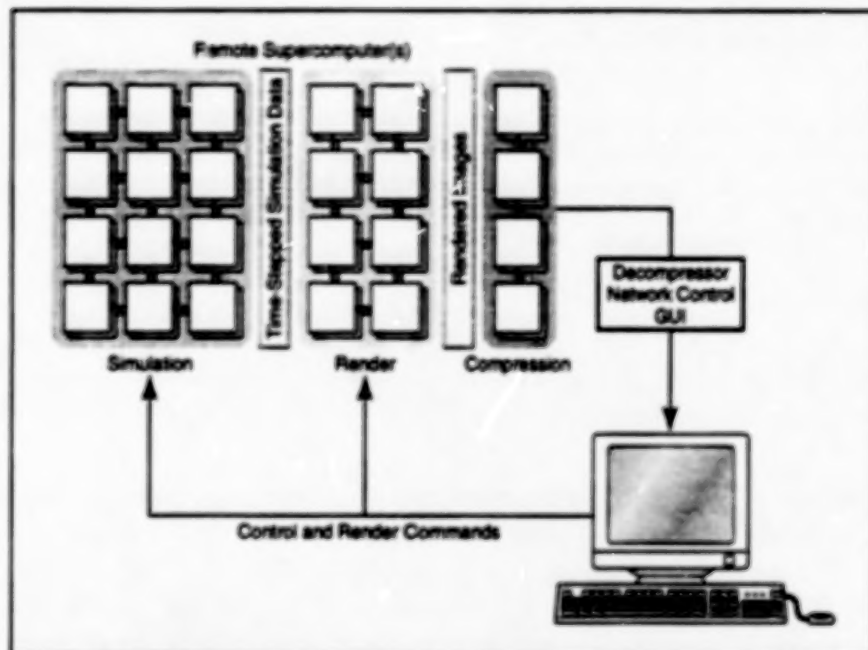 Remote Supercomputer(s)
Time-Stepped Simulation Data
Rendered Images
Simulation
Render
Compression
Decompressor
Network Control
GUI
Control and Render Commands